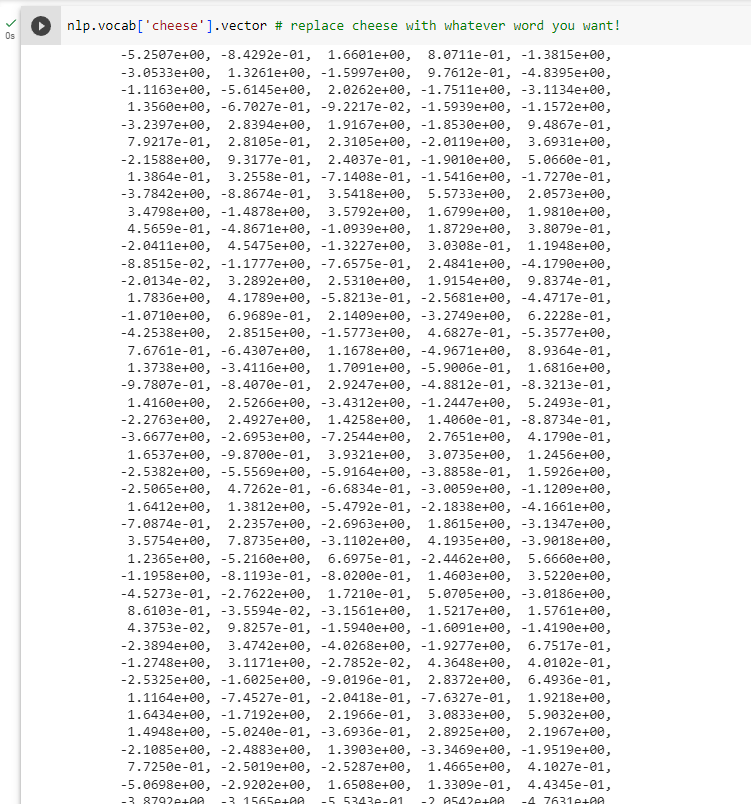 nlp.vocab['cheese'].vector # replace cheese with whatever word you want!
0s
-5.2507e+00, -8.4292e-01, 1.6601e+00, 8.0711e-01, -1.3815e+00,
-3.0533e+00, 1.3261e+00, -1.5997e+00, 9.7612e-01, -4.8395e+00,
-1.1163e+00, -5.6145e+00, 2.0262e+00, -1.7511e+00, -3.1134e+00,
1.3560e+00, -6.7027e-01, -9.2217e-02, -1.5939e+00, -1.1572e+00,
-3.2397e+00, 2.8394e+00, 1.9167e+00, -1.8530e+00, 9.4867e-01,
7.9217e-01, 2.8105e-01, 2.3105e+00, -2.0119e+00, 3.6931e+00,
-2.1588e+00, 9.3177e-01, 2.4037e-01, -1.9010e+00, 5.0660e-01,
1.3864e-01, 3.2558e-01, -7.1408e-01, -1.5416e+00, -1.7270e-01,
-3.7842e+00, -8.8674e-01, 3.5418e+00, 5.5733e+00, 2.0573e+00,
3.4798e+00, -1.4878e+00, 3.5792e+00, 1.6799e+00, 1.9810e+00,
4.5659e-01, -4.8671e+00, -1.0939e+00, 1.8729e+00, 3.8079e-01,
-2.0411e+00, 4.5475e+00, -1.3227e+00, 3.0308e-01, 1.1948e+00,
-8.8515e-02, -1.1777e+00, -7.6575e-01, 2.4841e+00, -4.1790e+00,
-2.0134e-02, 3.2892e+00, 2.5310e+00, 1.9154e+00, 9.8374e-01,
1.7836e+00, 4.1789e+00, -5.8213e-01, -2.5681e+00, -4.4717e-01,
-1.0710e+00, 6.9689e-01, 2.1409e+00, -3.2749e+00, 6.2228e-01,
-4.2538e+00, 2.8515e+00, -1.5773e+00, 4.6827e-01, -5.3577e+00,
7.6761e-01, -6.4307e+00, 1.1678e+00, -4.9671e+00, 8.9364e-01,
1.3738e+00, -3.4116e+00, 1.7091e+00, -5.9006e-01, 1.6816e+00,
-9.7807e-01, -8.4070e-01, 2.9247e+00, -4.8812e-01, -8.3213e-01,
1.4160e+00, 2.5266e+00, -3.4312e+00, -1.2447e+00, 5.2493e-01,
-2.2763e+00, 2.4927e+00, 1.4258e+00, 1.4060e-01, -8.8734e-01,
-3.6677e+00, -2.6953e+00, -7.2544e+00, 2.7651e+00, 4.1790e-01,
1.6537e+00, -9.8700e-01, 3.9321e+00, 3.0735e+00, 1.2456e+00,
-2.5382e+00, -5.5569e+00, -5.9164e+00, -3.8858e-01, 1.5926e+00,
-2.5065e+00, 4.7262e-01, -6.6834e-01, -3.0059e+00, -1.1209e+00,
1.6412e+00, 1.3812e+00, -5.4792e-01, -2.1838e+00, -4.1661e+00,
-7.0874e-01, 2.2357e+00, -2.6963e+00, 1.8615e+00, -3.1347e+00,
3.5754e+00, 7.8735e+00, -3.1102e+00, 4.1935e+00, -3.9018e+00,
1.2365e+00, -5.2160e+00, 6.6975e-01, -2.4462e+00, 5.6660e+00,
-1.1958e+00, -8.1193e-01, -8.0200e-01, 1.4603e+00, 3.5220e+00,
-4.5273e-01, -2.7622e+00, 1.7210e-01, 5.0705e+00, -3.0186e+00,
8.6103e-01, -3.5594e-02, -3.1561e+00, 1.5217e+00, 1.5761e+00,
4.3753e-02, 9.8257e-01, -1.5940e+00, -1.6091e+00, -1.4190e+00,
-2.3894e+00, 3.4742e+00, -4.0268e+00, -1.9277e+00, 6.7517e-01,
-1.2748e+00, 3.1171e+00, -2.7852e-02, 4.3648e+00, 4.0102e-01,
-2.5325e+00, -1.6025e+00, -9.0196e-01, 2.8372e+00, 6.4936e-01,
1.1164e+00, -7.4527e-01, -2.0418e-01, -7.6327e-01, 1.9218e+00,
1.6434e+00, -1.7192e+00, 2.1966e-01, 3.0833e+00, 5.9032e+00,
1.4948e+00, -5.0240e-01, -3.6936e-01, 2.8925e+00, 2.1967e+00,
-2.1085e+00, -2.4883e+00, 1.3903e+00, -3.3469e+00, -1.9519e+00,
7.7250e-01, -2.5019e+00, -2.5287e+00, 1.4665e+00, 4.1027e-01,
-5.0698e+00, -2.9202e+00, 1.6508e+00, 1.3309e-01, 4.4345e-01,
-3.8792e+00, -3.1565e+00, -5.5343e-01, -2.0542e+00, -4.7631e+00,